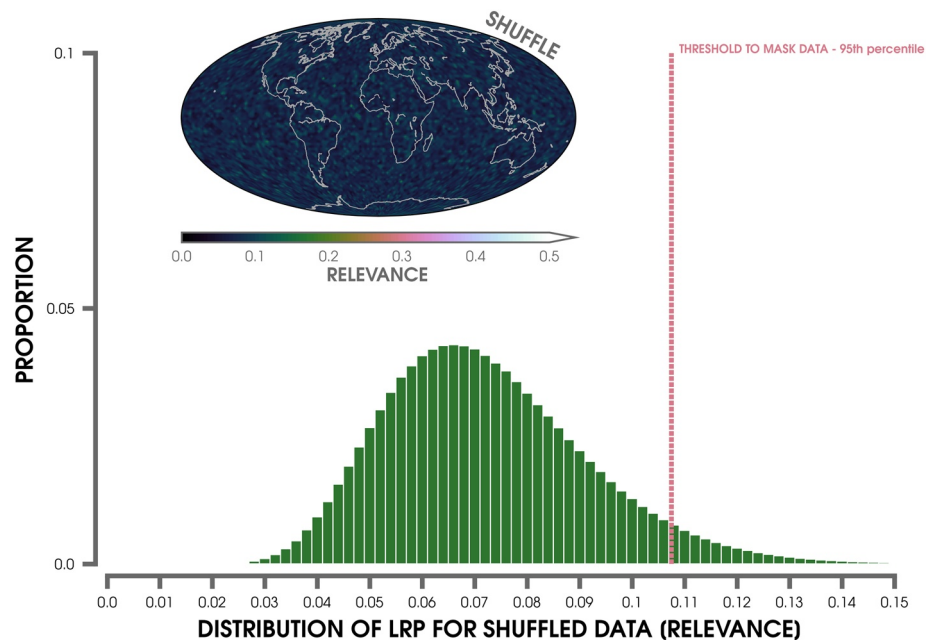 SHUFFLE
THRESHOLD TO MASK DATA - 95th percentile
0.1
0.0 0.1 0.2 0.3 0.4 0.5
RELEVANCE
PROPORTION
0.05
0.0
0.0 0.01 0.02 0.03 0.04 0.05 0.06 0.07 0.08 0.09 0.1 0.11 0.12 0.13 0.14 0.15
DISTRIBUTION OF LRP FOR SHUFFLED DATA (RELEVANCE)